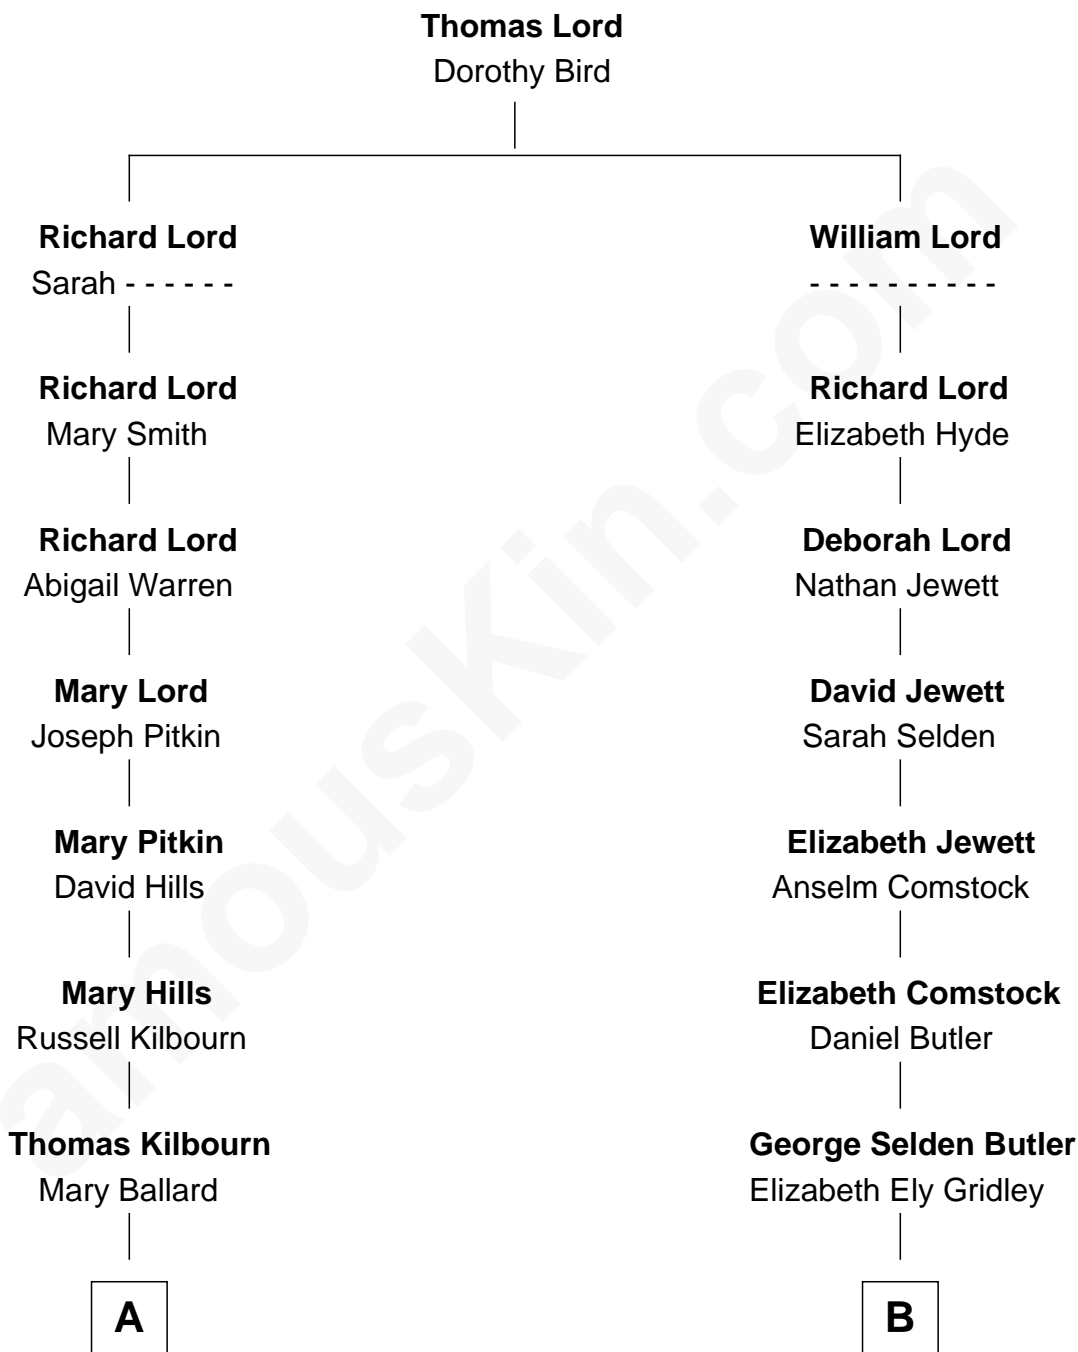 Thomas Lord
Dorothy Bird
Richard Lord
Sarah - - - - - -
Richard Lord
Mary Smith
Richard Lord
Abigail Warren
Mary Lord
Joseph Pitkin
Mary Pitkin
David Hills
Mary Hills
Russell Kilbourn
Thomas Kilbourn
Mary Ballard
A
William Lord
- - - - - - - - - -
Richard Lord
Elizabeth Hyde
Deborah Lord
Nathan Jewett
David Jewett
Sarah Selden
Elizabeth Jewett
Anselm Comstock
Elizabeth Comstock
Daniel Butler
George Selden Butler
Elizabeth Ely Gridley
B
amousKin.com